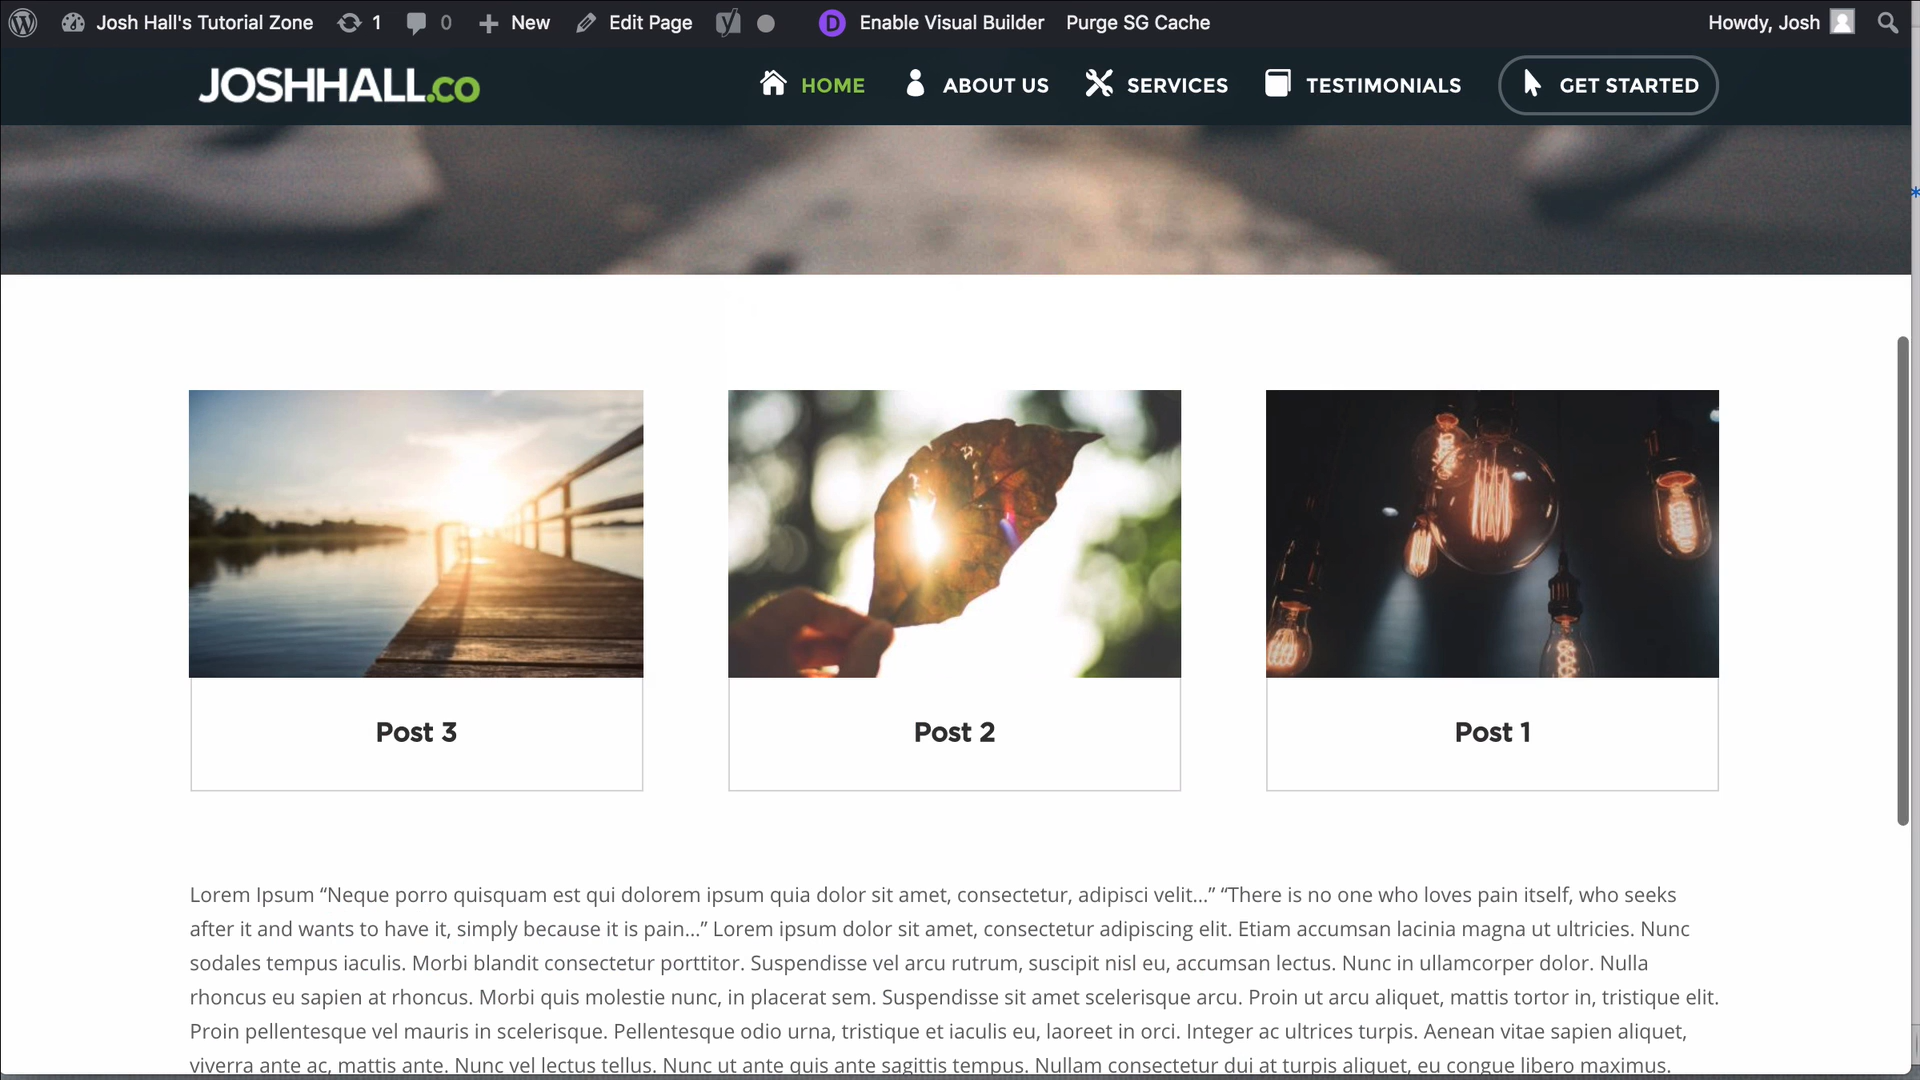 Josh Hall's Tutorial Zone 1 0 New Edit Page D Enable Visual Builder Purge SG Cache Howdy, Josh
JOSHHALL.CO HOME ABOUT US SERVICES TESTIMONIALS GET STARTED
Post 3 Post 2 Post 1
Lorem Ipsum “Neque porro quisquam est qui dolorem ipsum quia dolor sit amet, consectetur, adipisci velit…” “There is no one who loves pain itself, who seeks
after it and wants to have it, simply because it is pain…” Lorem ipsum dolor sit amet, consectetur adipiscing elit. Etiam accumsan lacinia magna ut ultricies. Nunc
sodales tempus iaculis. Morbi blandit consectetur porttitor. Suspendisse vel arcu rutrum, suscipit nisl eu, accumsan lectus. Nunc in ullamcorper dolor. Nulla
rhoncus eu sapien at rhoncus. Morbi quis molestie nunc, in placerat sem. Suspendisse sit amet scelerisque arcu. Proin ut arcu aliquet, mattis tortor in, tristique elit.
Proin pellentesque vel mauris in scelerisque. Pellentesque odio urna, tristique et iaculis eu, laoreet in orci. Integer ac ultrices turpis. Aenean vitae sapien aliquet,
viverra ante ac, mattis ante. Nunc vel lectus tellus. Nunc ut ante quis ante sagittis tempus. Nullam consectetur dui at turpis aliquet, eu congue libero maximus.